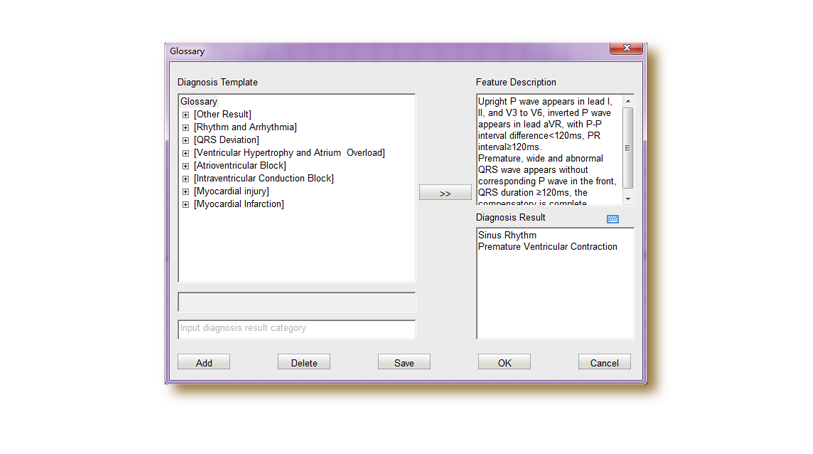 Glossary
Diagnosis Template
Glossary
[Other Result]
[Rhythm and Arrhythmia]
[QRS Deviation]
[Ventricular Hypertrophy and Atrium Overload]
[Atrioventricular Block]
[Intraventricular Conduction Block]
[Myocardial injury]
[Myocardial Infarction]
Input diagnosis result category
>>
Feature Description
Upright P wave appears in lead I,
II, and V3 to V6, inverted P wave
appears in lead aVR, with P-P
interval difference<120ms, PR
interval≥120ms.
Premature, wide and abnormal
QRS wave appears without
corresponding P wave in the front,
QRS duration ≥120ms, the
compensatory is complete
Diagnosis Result
Sinus Rhythm
Premature Ventricular Contraction
Add
Delete
Save
OK
Cancel